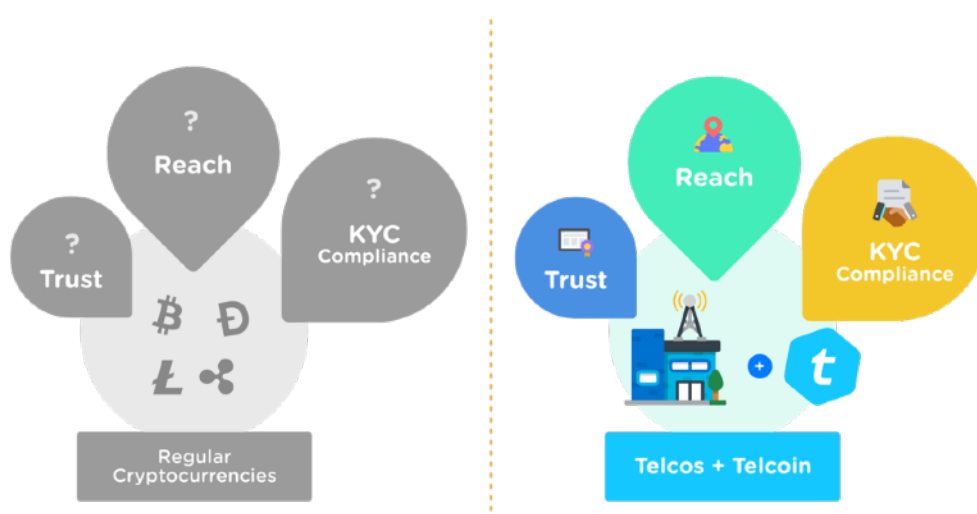 ?
Reach
?
KYC
Compliance
?
Trust
Regular
Cryptocurrencies
Reach
Trust
KYC
Compliance
+
t
Telcos + Telcoin